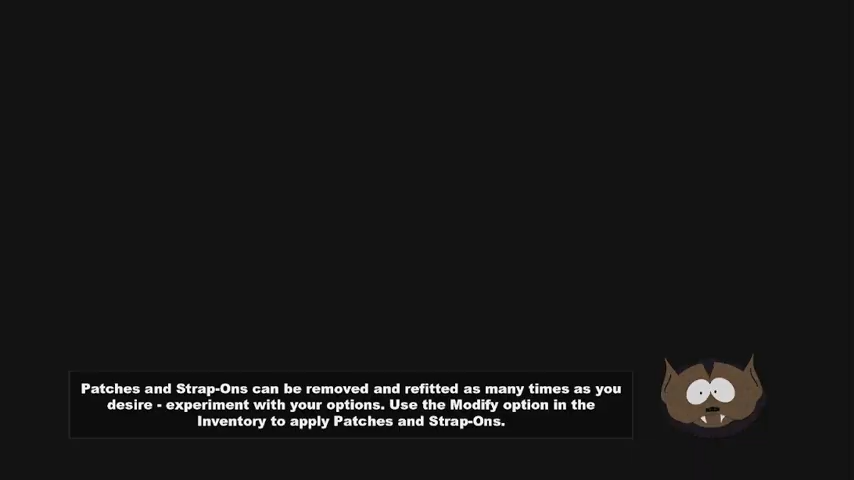 Patches and Strap-Ons can be removed and refitted as many times as you
desire - experiment with your options. Use the Modify option in the
Inventory to apply Patches and Strap-Ons.